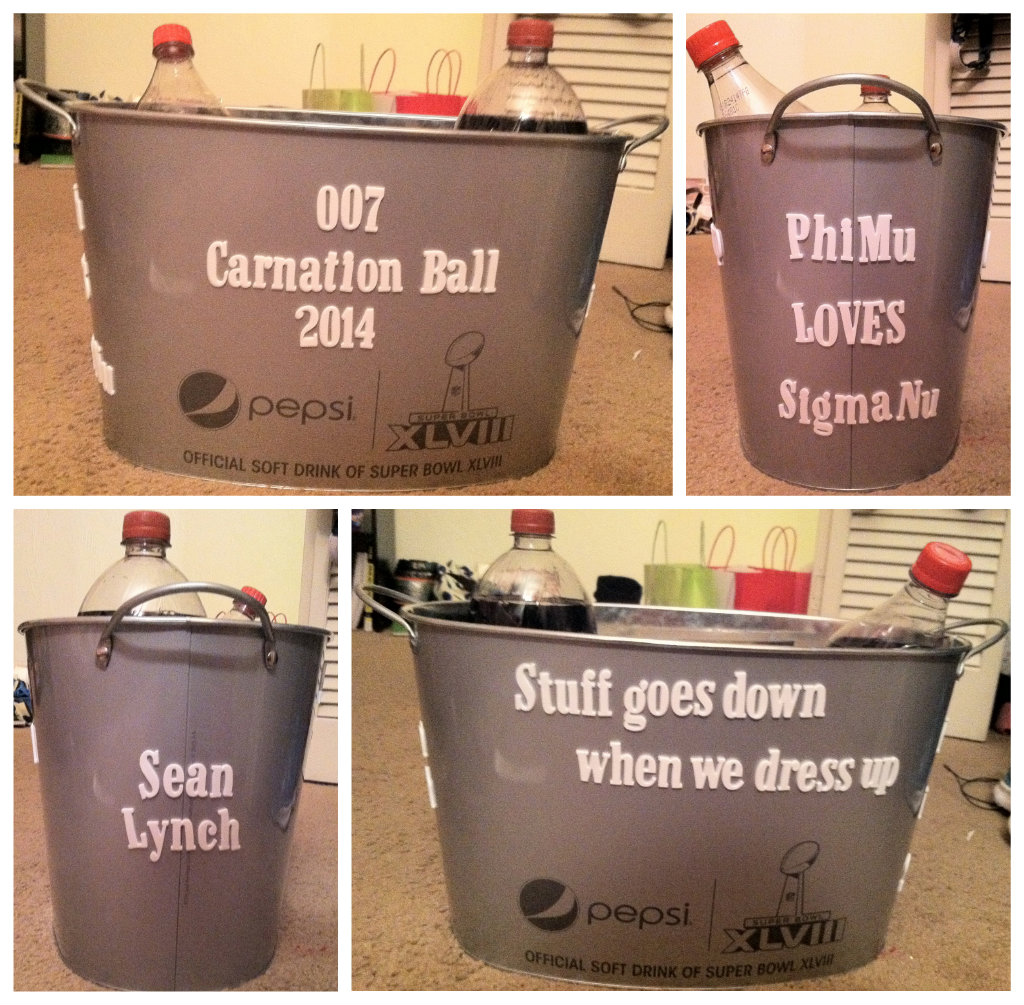 007
Carnation Ball
2014
pepsi
SUPER BOWL
XLVIII
OFFICIAL SOFT DRINK OF SUPER BOWL XLVIII
PhiMu
LOVES
Sigma Nu
Sean
Lynch
Stuff goes down
when we dress up
pepsi
SUPER BOWL
XLVIII
OFFICIAL SOFT DRINK OF SUPER BOWL XLVIII